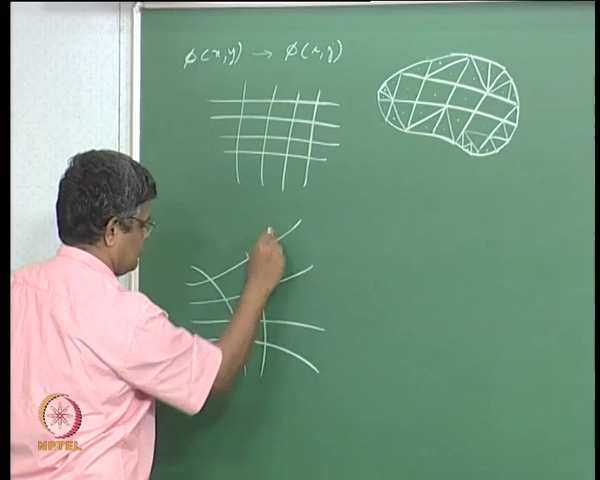 φ(x,y) → φ(i,j)
NPTEL